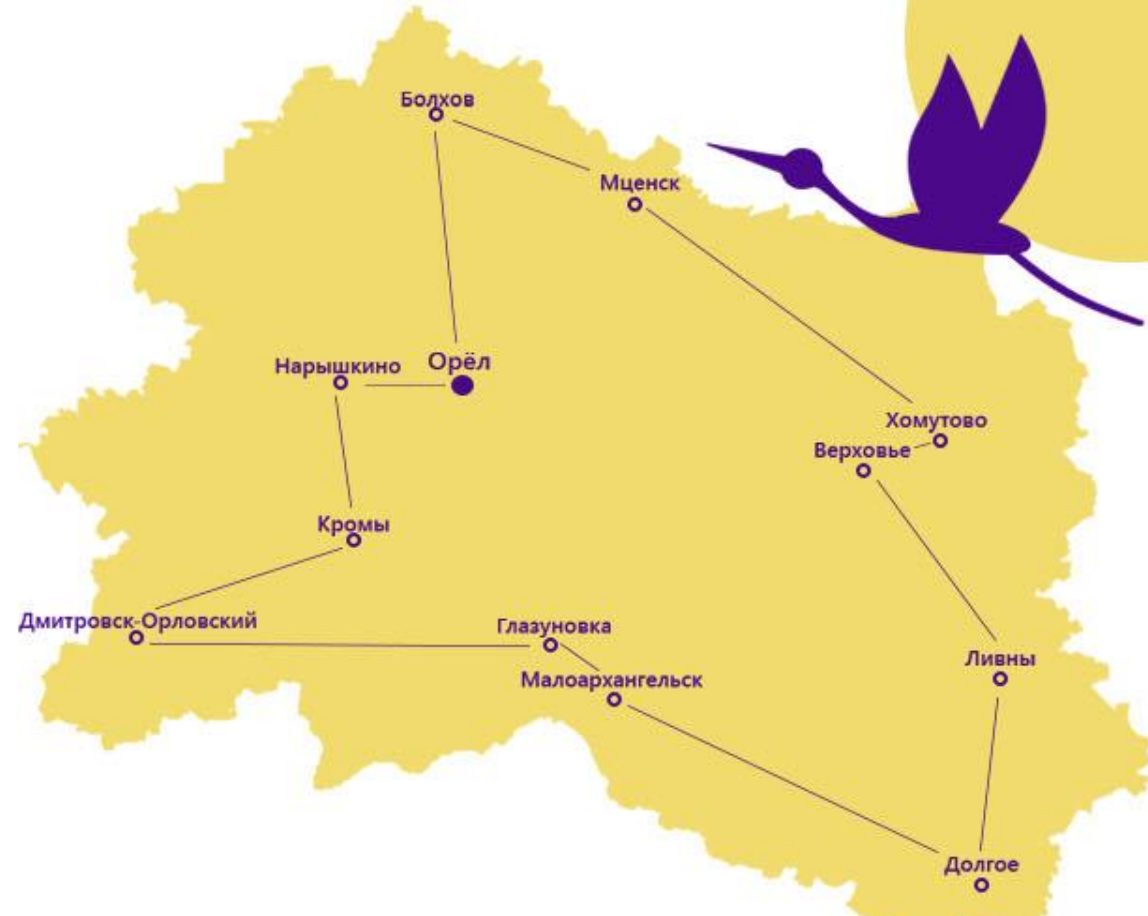 Болхов
Мценск
Нарышкино
Орёл
Хомутово
Верховье
Кромы
Дмитровск-Орловский
Глазуновка
Ливны
Малоархангельск
Долгое